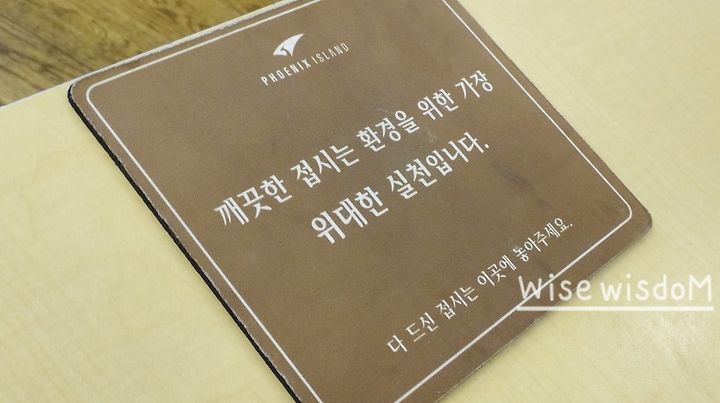 PHOENIX ISLAND
깨끗한 접시는 환경을 위한 가장
위대한 실천입니다.
다 드신 접시는 이곳에 놓아주세요.
Wise wisdoM